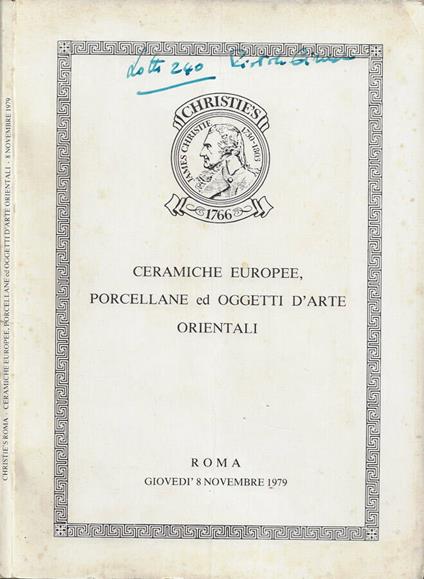 CHRISTIE'S ROMA - CERAMICHE EUROPEE, PORCELLANE ed OGGETTI D'ARTE ORIENTALI - 8 NOVEMBRE 1979
Lotti 240
CHRISTIE'S
JAMES CHRISTIE 1730-1803
1766
CERAMICHE EUROPEE,
PORCELLANE ed OGGETTI D'ARTE
ORIENTALI
ROMA
GIOVEDI' 8 NOVEMBRE 1979